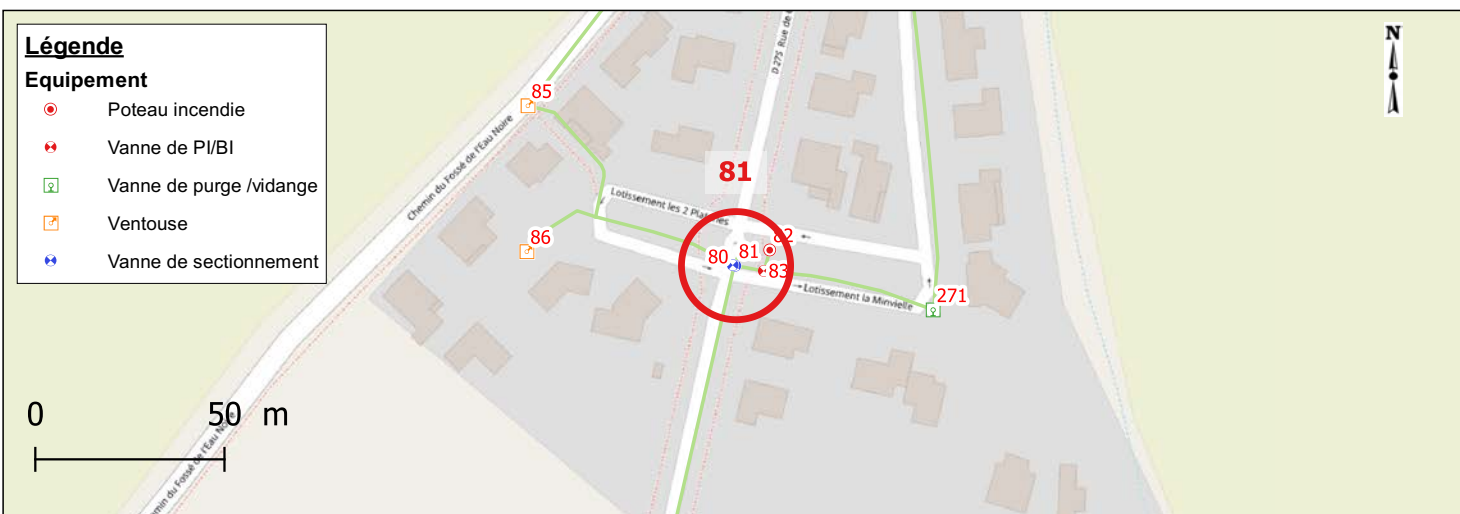 Légende
Equipement
Poteau incendie
Vanne de PI/BI
Vanne de purge /vidange
Ventouse
Vanne de sectionnement
N
85
D 275 Rue de
Chemin du Fossé de l'Eau Noire
81
Lotissement les 2 Pla
86
82
80
81
83
Lotissement la Minvielle
271
0 50 m
Chemin du Fossé de l'Eau Noire